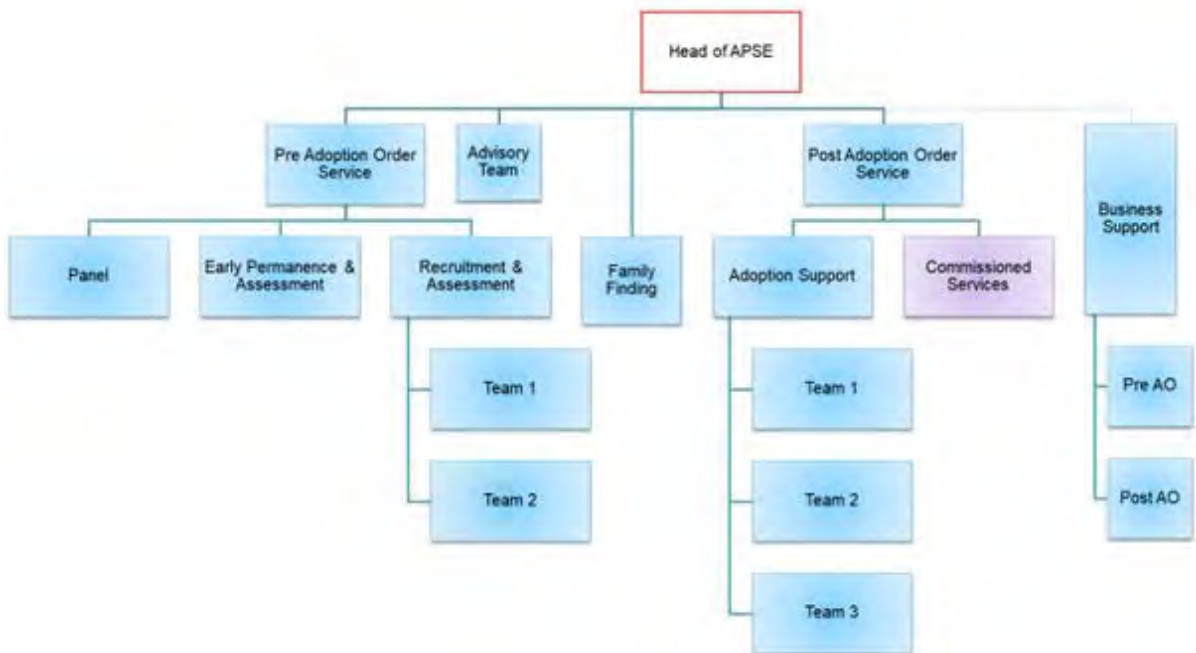 Head of APSE
Pre Adoption Order
Service
Advisory
Team
Post Adoption Order
Service
Business
Support
Panel
Early Permanence &
Assessment
Recruitment &
Assessment
Family
Finding
Adoption Support
Commissioned
Services
Team 1
Team 1
Pre AO
Team 2
Team 2
Post AO
Team 3